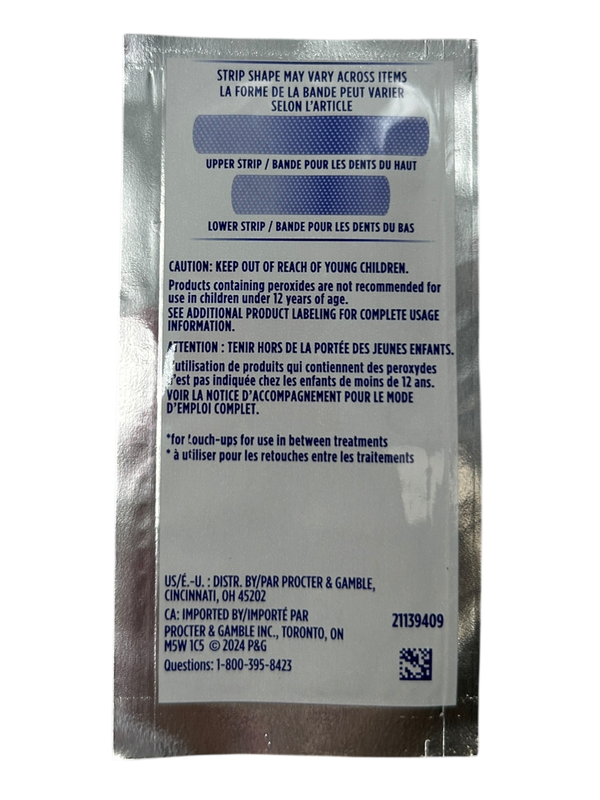 STRIP SHAPE MAY VARY ACROSS ITEMS
LA FORME DE LA BANDE PEUT VARIER
SELON L'ARTICLE
UPPER STRIP / BANDE POUR LES DENTS DU HAUT
LOWER STRIP / BANDE POUR LES DENTS DU BAS
CAUTION: KEEP OUT OF REACH OF YOUNG CHILDREN.
Products containing peroxides are not recommended for
use in children under 12 years of age.
SEE ADDITIONAL PRODUCT LABELING FOR COMPLETE USAGE
INFORMATION.
ATTENTION : TENIR HORS DE LA PORTÉE DES JEUNES ENFANTS.
L'utilisation de produits qui contiennent des peroxydes
n'est pas indiquée chez les enfants de moins de 12 ans.
VOIR LA NOTICE D'ACCOMPAGNEMENT POUR LE MODE
D'EMPLOI COMPLET.
*for touch-ups for use in between treatments
* à utiliser pour les retouches entre les traitements
US/É.-U. : DISTR. BY/PAR PROCTER & GAMBLE,
CINCINNATI, OH 45202
CA: IMPORTED BY/IMPORTÉ PAR
PROCTER & GAMBLE INC., TORONTO, ON
M5W 1C5 © 2024 P&G
Questions: 1-800-395-8423
21139409